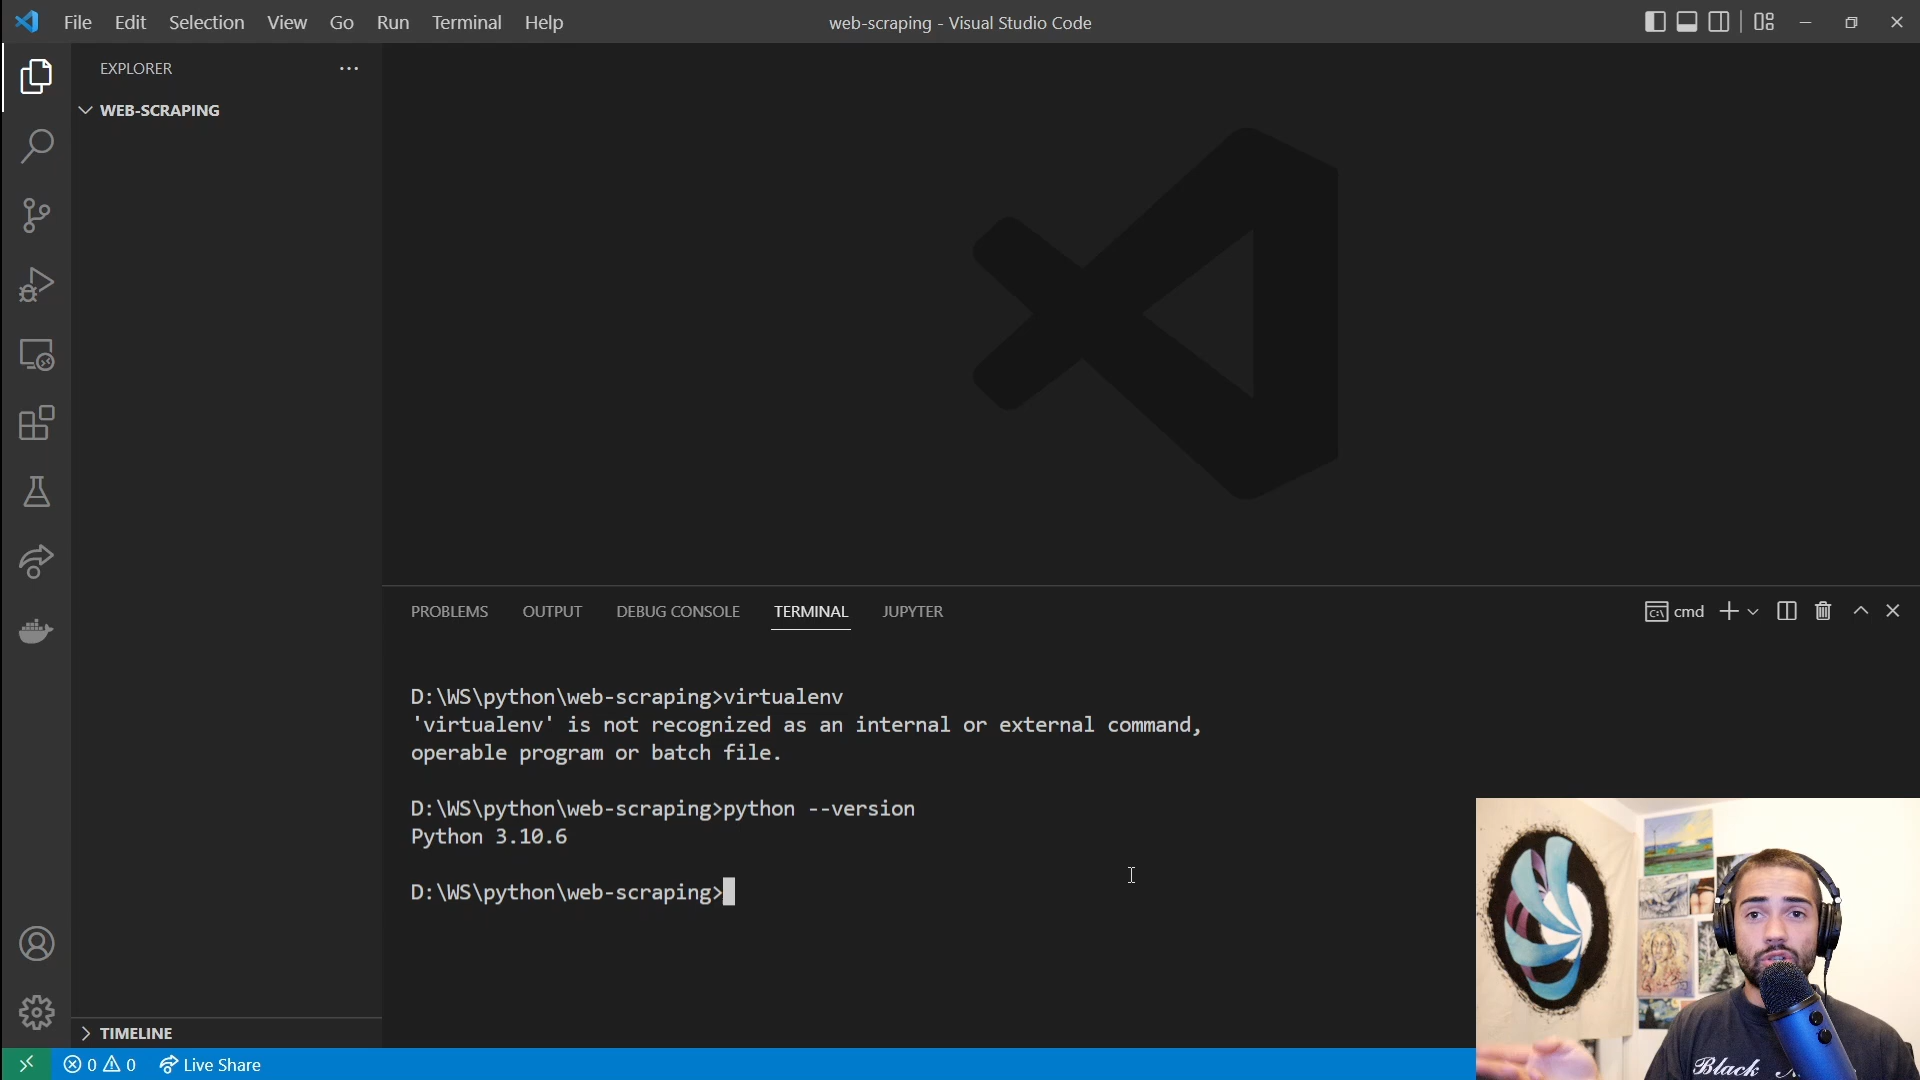 File Edit Selection View Go Run Terminal Help
web-scraping - Visual Studio Code
EXPLORER
WEB-SCRAPING
PROBLEMS OUTPUT DEBUG CONSOLE TERMINAL JUPYTER
cmd
D:\WS\python\web-scraping>virtualenv
'virtualenv' is not recognized as an internal or external command,
operable program or batch file.
D:\WS\python\web-scraping>python --version
Python 3.10.6
D:\WS\python\web-scraping>
TIMELINE
0 0 Live Share
Black